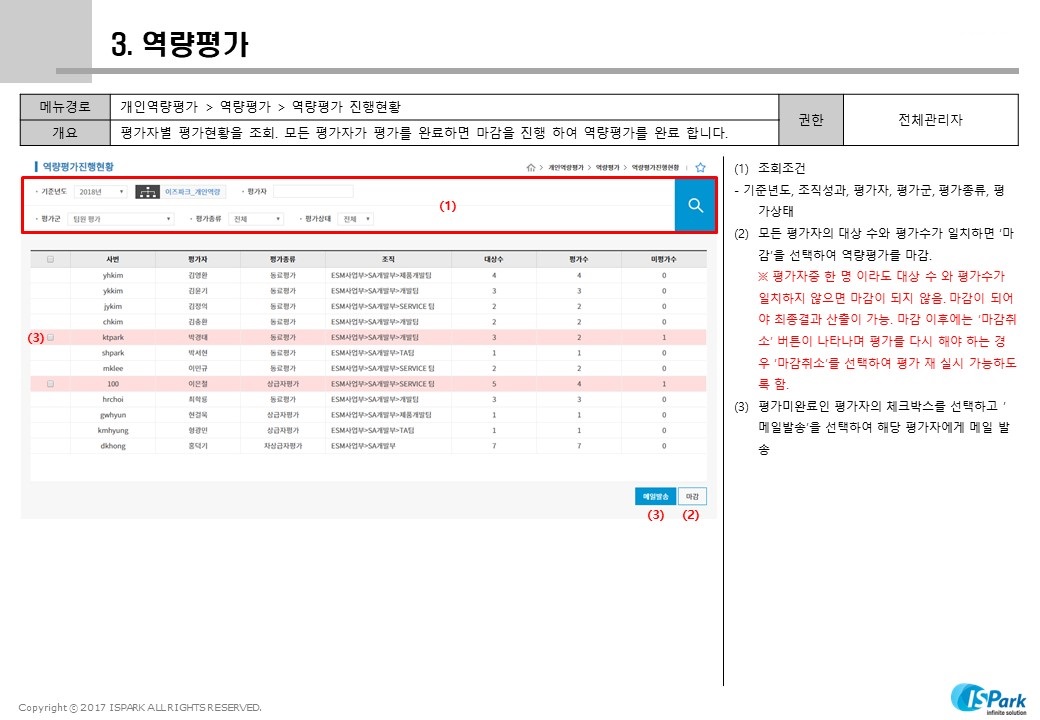 3. 역량평가
메뉴경로 개인역량평가 > 역량평가 > 역량평가 진행현황 권한 전체관리자
개요 평가자별 평가현황을 조회. 모든 평가자가 평가를 완료하면 마감을 진행 하여 역량평가를 완료 합니다.
역량평가진행현황 > 개인역량평가 > 역량평가 > 역량평가진행현황
기준년도 2018년 이즈파크_개인역량 평가자
(1)
평가군 팀원 평가 평가종류 전체 평가상태 전체
사번 평가자 평가종류 조직 대상수 평가수 미평가수
yhkim 김영환 동료평가 ESM사업부>SA개발부>제품개발팀 4 4 0
ykkim 김윤기 동료평가 ESM사업부>SA개발부>개발팀 3 3 0
jykim 김정의 동료평가 ESM사업부>SA개발부>SERVICE 팀 2 2 0
chkim 김충환 동료평가 ESM사업부>SA개발부>개발팀 2 2 0
(3) ktpark 박경태 동료평가 ESM사업부>SA개발부>개발팀 3 2 1
shpark 박서현 동료평가 ESM사업부>SA개발부>TA팀 1 1 0
mklee 이민규 동료평가 ESM사업부>SA개발부>SERVICE 팀 2 2 0
100 이은철 상급자평가 ESM사업부>SA개발부>SERVICE 팀 5 4 1
hrchoi 최학룡 동료평가 ESM사업부>SA개발부>개발팀 3 3 0
gwhyun 현걸욱 상급자평가 ESM사업부>SA개발부>제품개발팀 1 1 0
kmhyung 형광민 상급자평가 ESM사업부>SA개발부>TA팀 1 1 0
dkhong 홍덕기 차상급자평가 ESM사업부>SA개발부 7 7 0
메일발송 마감
(3) (2)
(1) 조회조건
- 기준년도, 조직성과, 평가자, 평가군, 평가종류, 평
가상태
(2) 모든 평가자의 대상 수와 평가수가 일치하면 ‘마
감’을 선택하여 역량평가를 마감.
※ 평가자중 한 명 이라도 대상 수 와 평가수가
일치하지 않으면 마감이 되지 않음. 마감이 되어
야 최종결과 산출이 가능. 마감 이후에는 ‘마감취
소’ 버튼이 나타나며 평가를 다시 해야 하는 경
우 ‘마감취소’를 선택하여 평가 재 실시 가능하도
록 함.
(3) 평가미완료인 평가자의 체크박스를 선택하고 ‘
메일발송’을 선택하여 해당 평가자에게 메일 발
송
Copyright ⓒ 2017 ISPARK ALL RIGHTS RESERVED.
ISPark
infinite solution